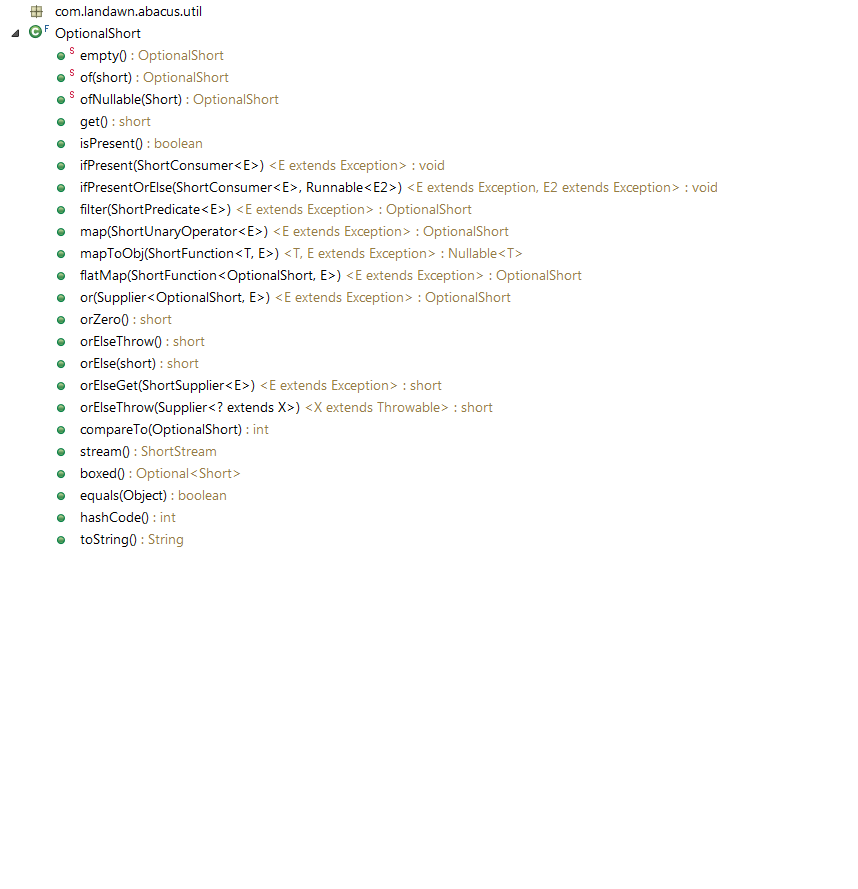 com.landawn.abacus.util
C F OptionalShort
S empty() : OptionalShort
S of(short) : OptionalShort
S ofNullable(Short) : OptionalShort
get() : short
isPresent() : boolean
ifPresent(ShortConsumer<E>) <E extends Exception> : void
ifPresentOrElse(ShortConsumer<E>, Runnable<E2>) <E extends Exception, E2 extends Exception> : void
filter(ShortPredicate<E>) <E extends Exception> : OptionalShort
map(ShortUnaryOperator<E>) <E extends Exception> : OptionalShort
mapToObj(ShortFunction<T, E>) <T, E extends Exception> : Nullable<T>
flatMap(ShortFunction<OptionalShort, E>) <E extends Exception> : OptionalShort
or(Supplier<OptionalShort, E>) <E extends Exception> : OptionalShort
orZero() : short
orElseThrow() : short
orElse(short) : short
orElseGet(ShortSupplier<E>) <E extends Exception> : short
orElseThrow(Supplier<? extends X>) <X extends Throwable> : short
compareTo(OptionalShort) : int
stream() : ShortStream
boxed() : Optional<Short>
equals(Object) : boolean
hashCode() : int
toString() : String